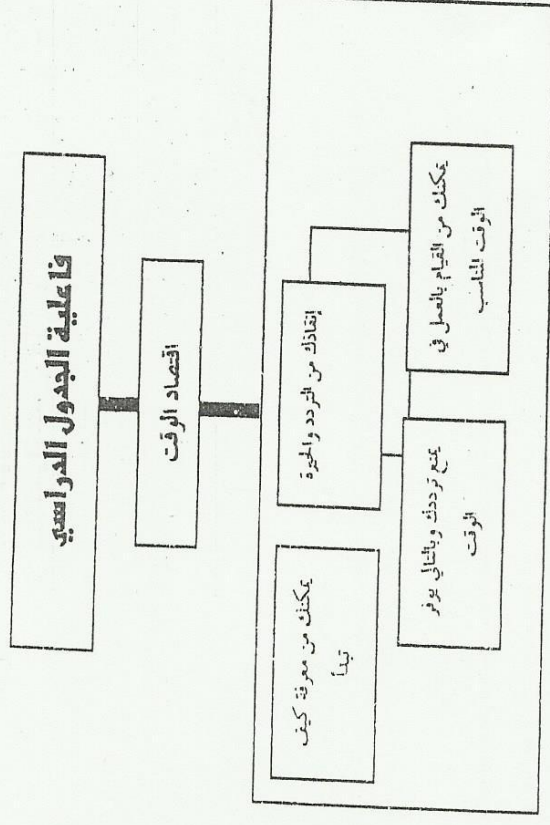 فاعلية الجدول الدراسي
اقتصاد الوقت
إنقاذك من التردد والحيرة
يمكنك من معرفة كيف
تبدأ
يمكنك من القيام بالعمل في
الوقت المناسب
يمنع ترددك وبالتالي يوفر
الوقت